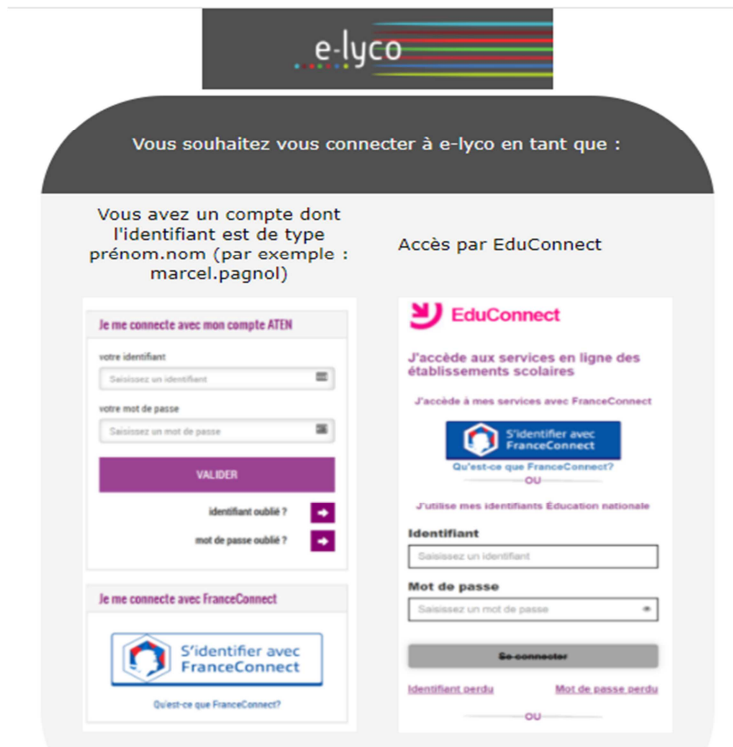 e-lyco
Vous souhaitez vous connecter à e-lyco en tant que :
Vous avez un compte dont
l'identifiant est de type
prénom.nom (par exemple :
marcel.pagnol)
Je me connecte avec mon compte ATEN
votre identifiant
Saisissez un identifiant
votre mot de passe
Saisissez un mot de passe
VALIDER
identifiant oublié ?
mot de passe oublié ?
Je me connecte avec FranceConnect
S'identifier avec
FranceConnect
Qu'est-ce que FranceConnect?
Accès par EduConnect
EduConnect
J'accède aux services en ligne des
établissements scolaires
J'accède à mes services avec FranceConnect
S'identifier avec
FranceConnect
Qu'est-ce que FranceConnect?
OU
J'utilise mes identifiants Éducation nationale
Identifiant
Saisissez un identifiant
Mot de passe
Saisissez un mot de passe
Se connecter
Identifiant perdu Mot de passe perdu
OU